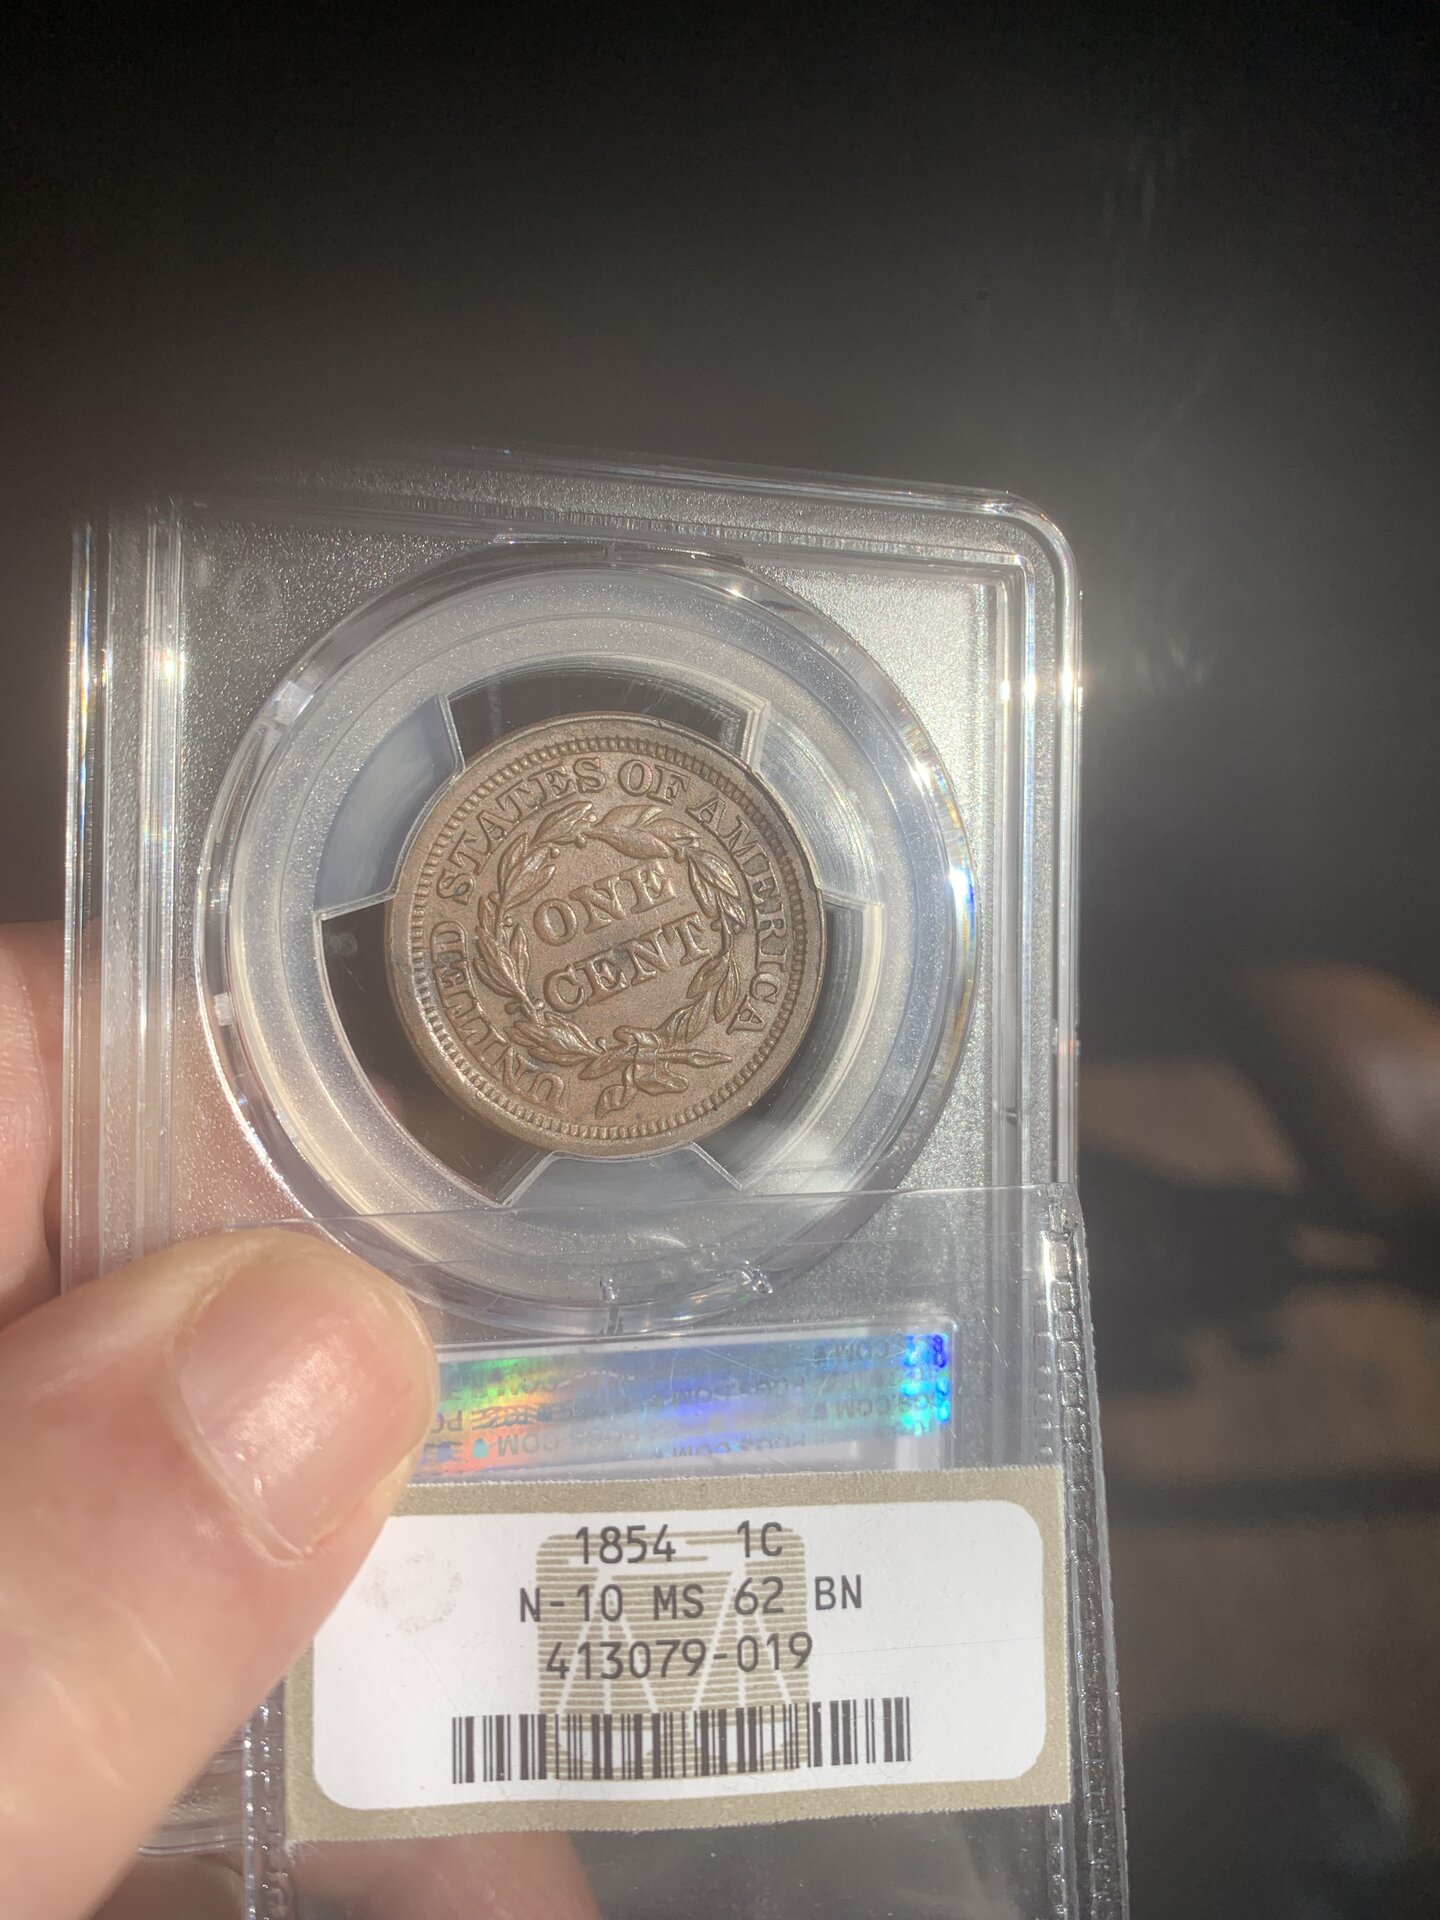 UNITED STATES OF AMERICA
ONE
CENT
1854 1C
N-10 MS 62 BN
413079-019